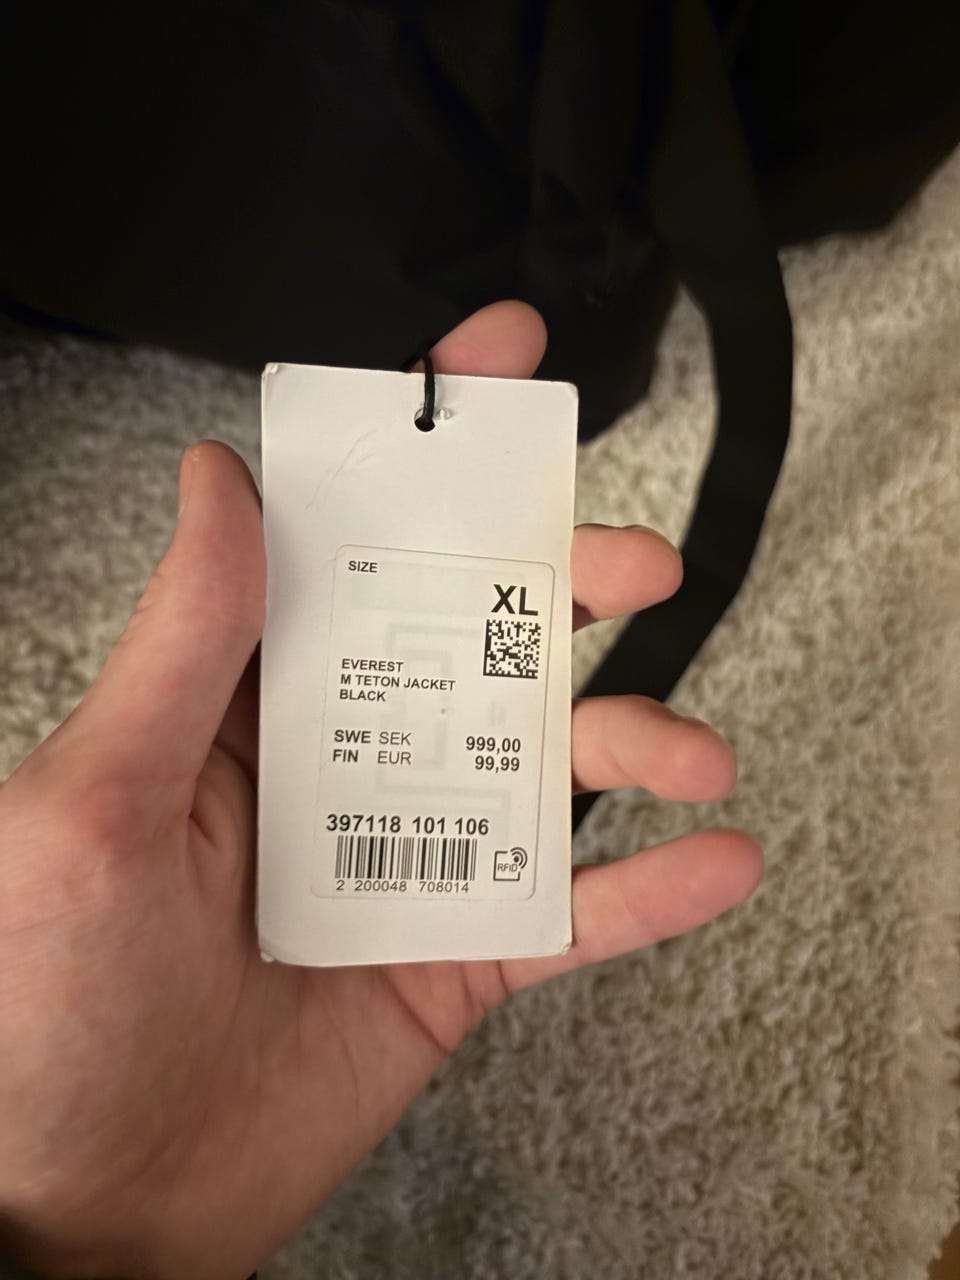 SIZE
XL
EVEREST
M TETON JACKET
BLACK
SWE SEK 999,00
FIN EUR 99,99
397118 101 106
RFID
2 200048 708014